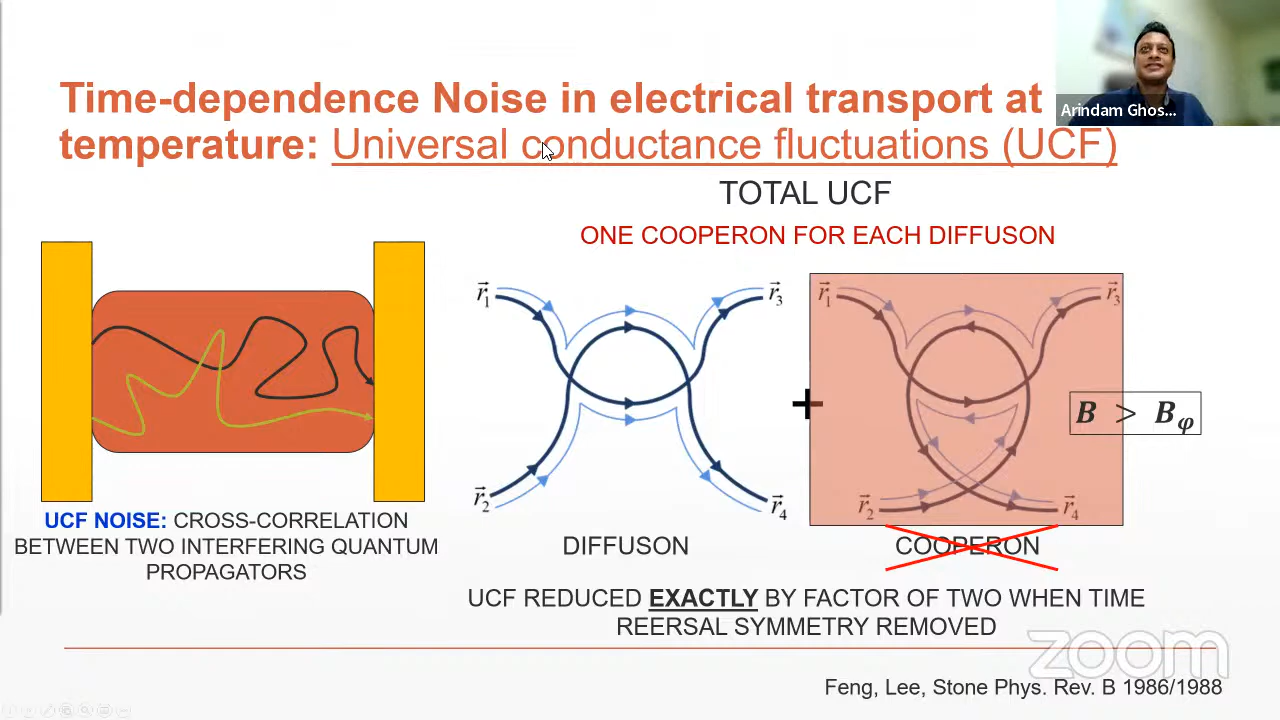 Time-dependence Noise in electrical transport at
temperature: Universal conductance fluctuations (UCF)
Arindam Ghos...
TOTAL UCF
ONE COOPERON FOR EACH DIFFUSON
r⃗1
r⃗3
r⃗1
r⃗3
+
B > Bφ
r⃗2
r⃗4
r⃗2
r⃗4
UCF NOISE: CROSS-CORRELATION
BETWEEN TWO INTERFERING QUANTUM
PROPAGATORS
DIFFUSON
COOPERON
UCF REDUCED EXACTLY BY FACTOR OF TWO WHEN TIME
REERSAL SYMMETRY REMOVED
zoom
Feng, Lee, Stone Phys. Rev. B 1986/1988